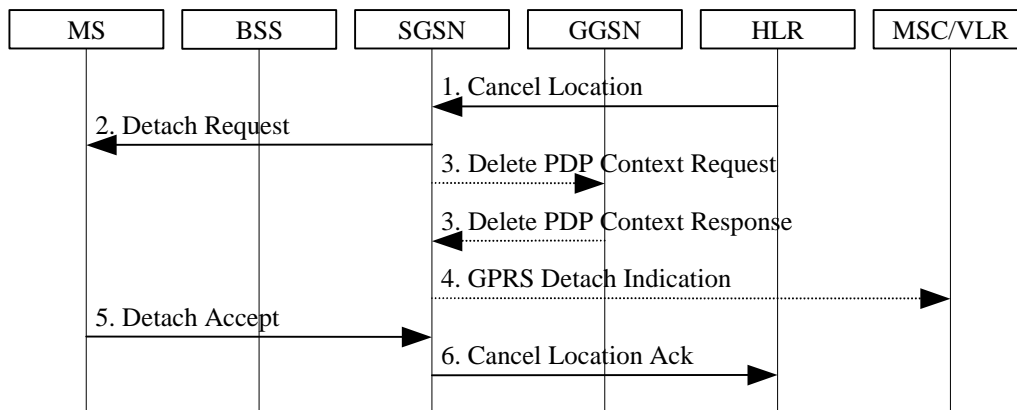 MS
BSS
SGSN
GGSN
HLR
MSC/VLR
1. Cancel Location
2. Detach Request
3. Delete PDP Context Request
3. Delete PDP Context Response
4. GPRS Detach Indication
5. Detach Accept
6. Cancel Location Ack